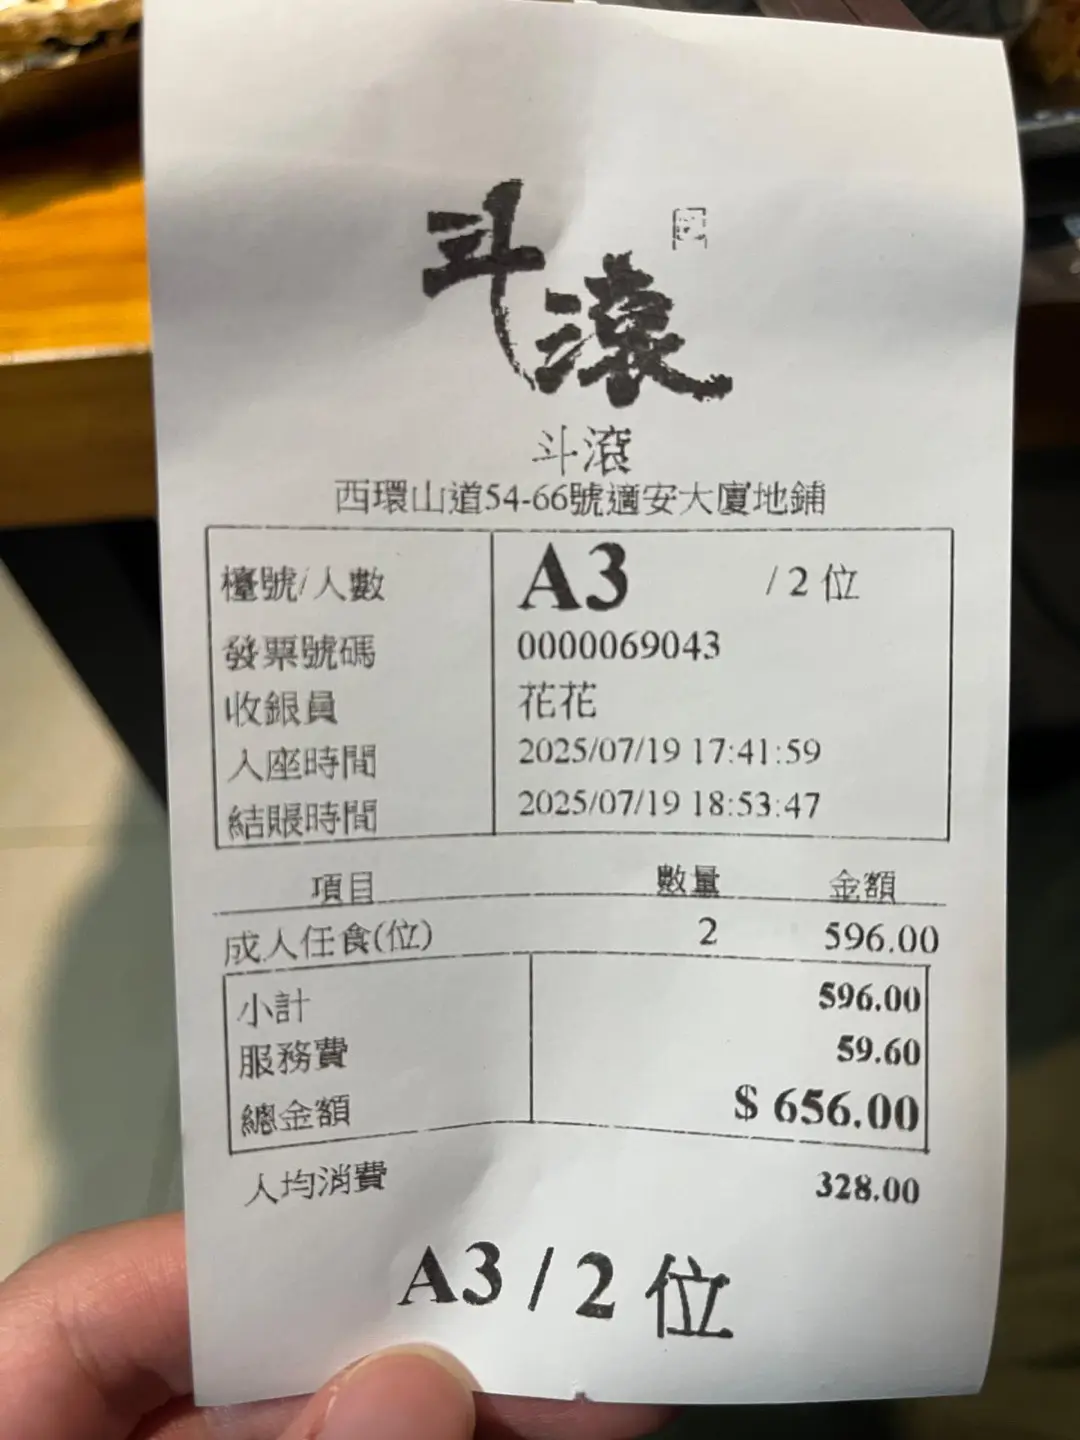 斗滾
斗滾
西環山道54-66號適安大廈地鋪
檯號/人數 A3 / 2 位
發票號碼 0000069043
收銀員 花花
入座時間 2025/07/19 17:41:59
結賬時間 2025/07/19 18:53:47
項目 數量 金額
成人任食(位) 2 596.00
小計 596.00
服務費 59.60
總金額 $ 656.00
人均消費 328.00
A3 / 2 位